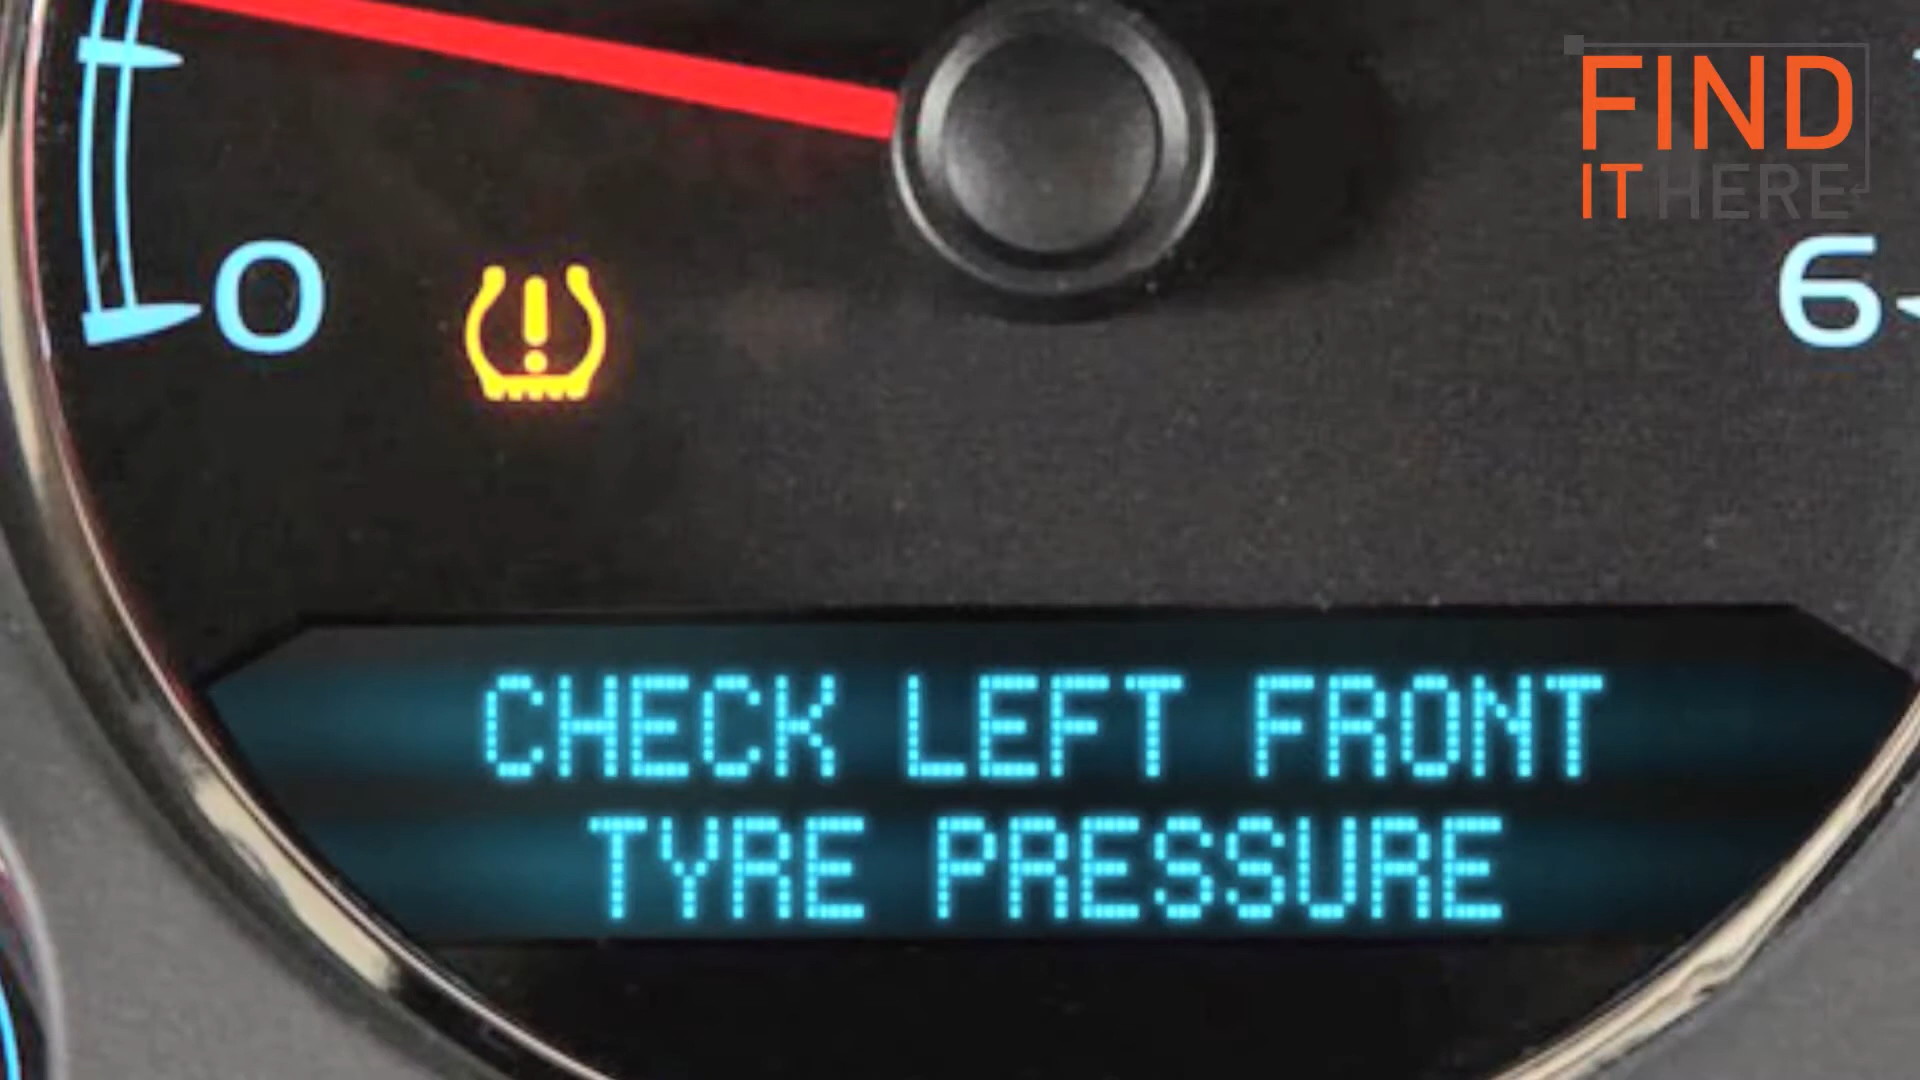 FIND
IT HERE
0
6
CHECK LEFT FRONT
TYRE PRESSURE